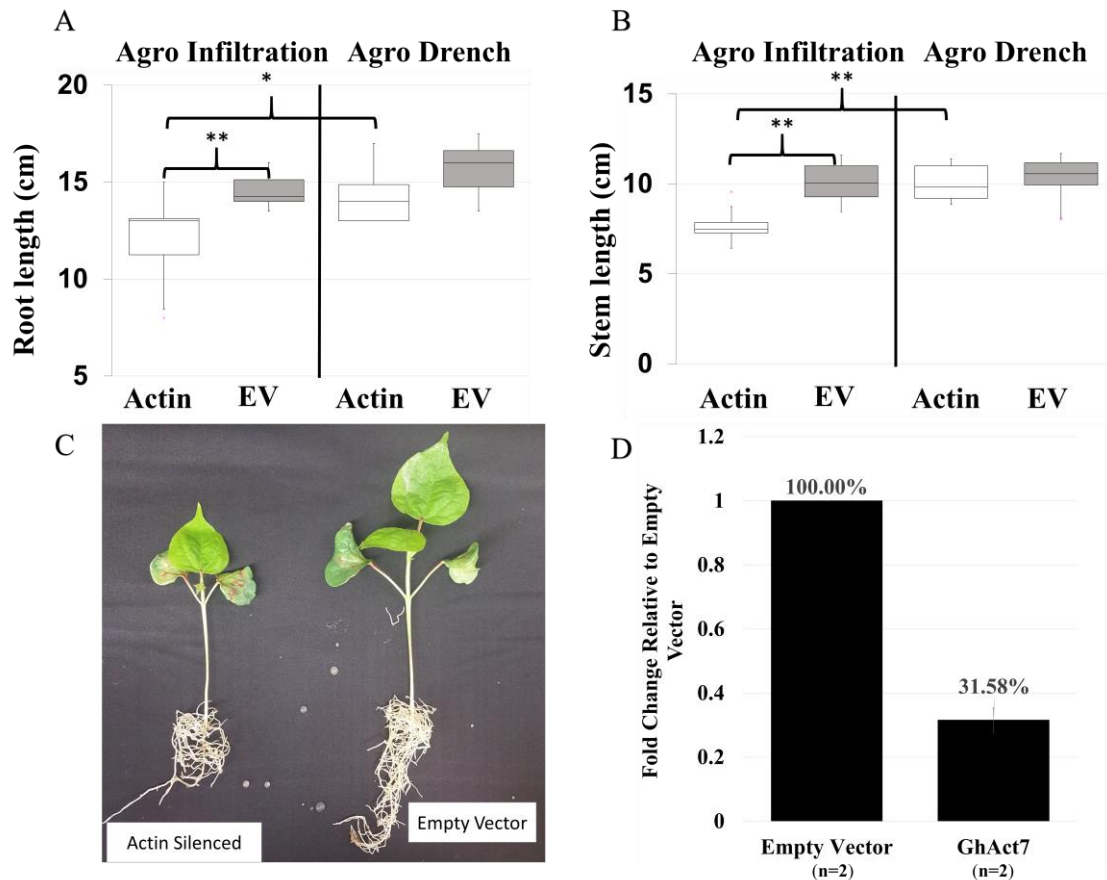 A
Agro Infiltration Agro Drench
20
15
10
5
Root length (cm)
*
**
Actin EV Actin EV
B
Agro Infiltration Agro Drench
15
10
5
0
Stem length (cm)
**
**
Actin EV Actin EV
C
Actin Silenced
Empty Vector
D
1.2
1
0.8
0.6
0.4
0.2
0
Fold Change Relative to Empty
Vector
100.00%
31.58%
Empty Vector GhAct7
(n=2) (n=2)